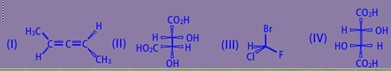 (I) H₃C H C=C=C H CH₃
(II) CO₂H H OH HO₂C H OH
(III) Br H Cl F
(IV) CO₂H H OH HO H CO₂H